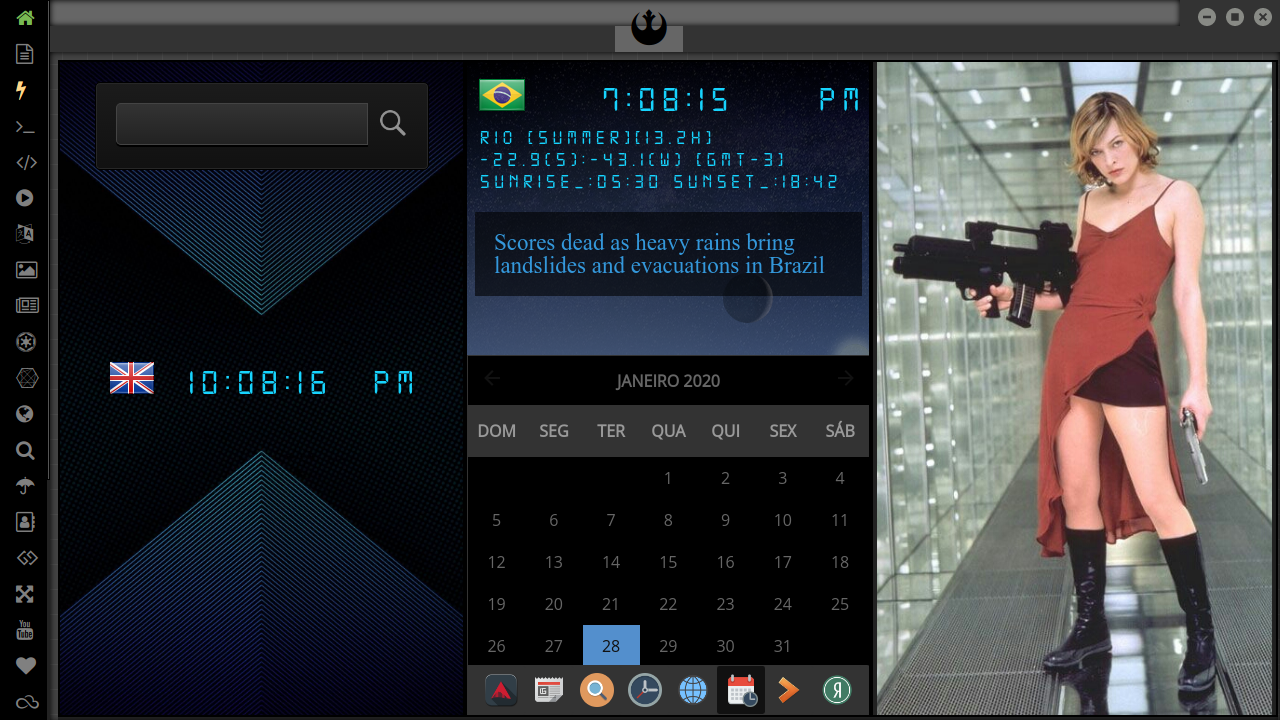 10:08:16 PM
7:08:15 PM
RIO [SUMMER][13.2H]
-22.9(S):-43.1(W) [GMT-3]
SUNRISE_:05:30 SUNSET_:18:42
Scores dead as heavy rains bring
landslides and evacuations in Brazil
JANEIRO 2020
DOM SEG TER QUA QUI SEX SÁB
1 2 3 4
5 6 7 8 9 10 11
12 13 14 15 16 17 18
19 20 21 22 23 24 25
26 27 28 29 30 31
You
Tube
Я